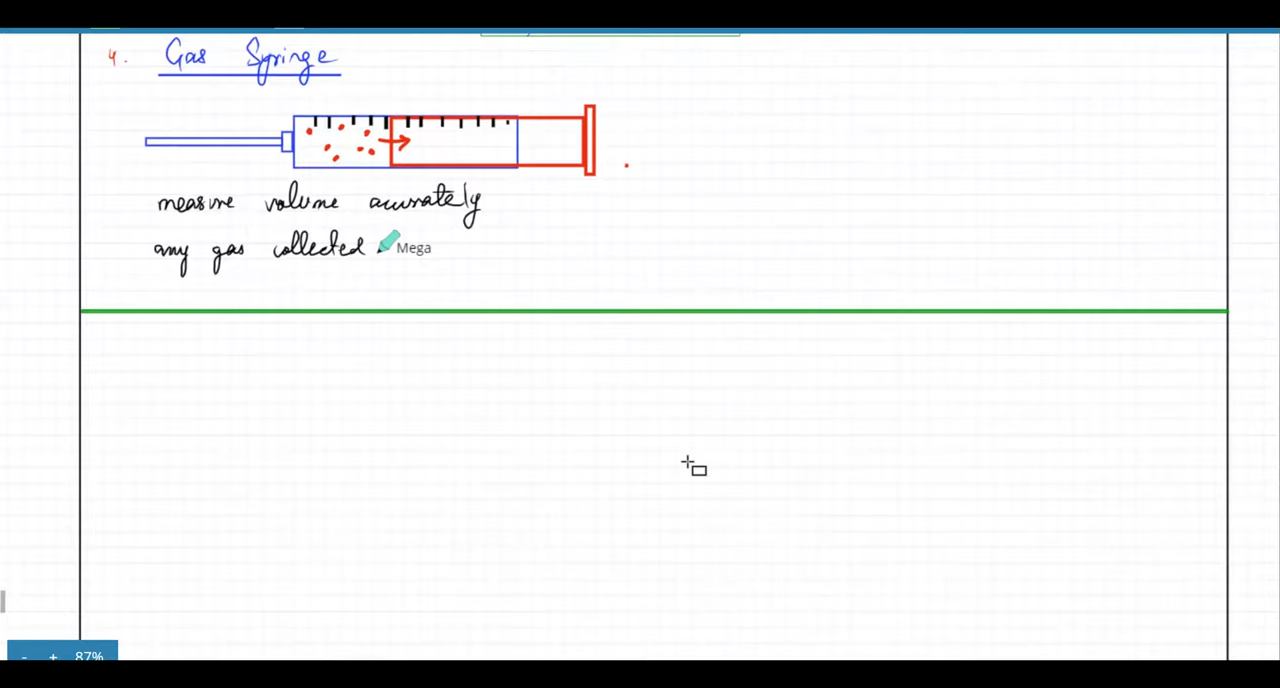 4. Gas Syringe
measure volume accurately
any gas collected
Mega
- + 87%